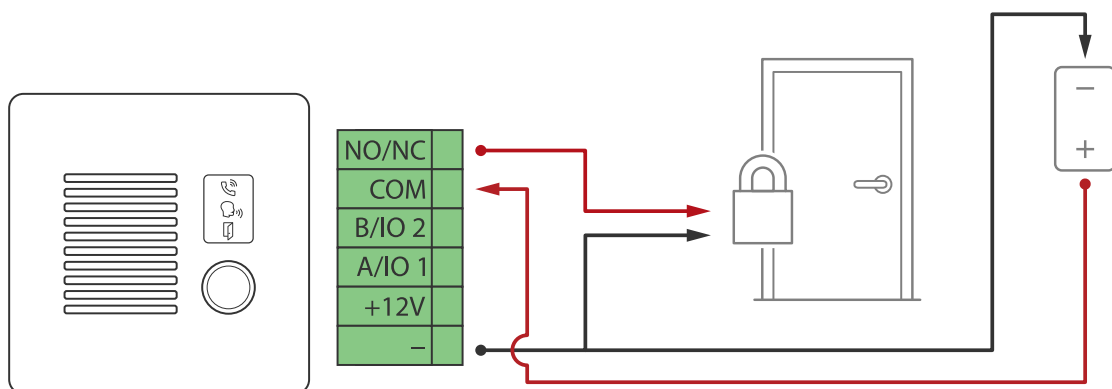 NO/NC
COM
B/IO 2
A/IO 1
+12V
–
–
+